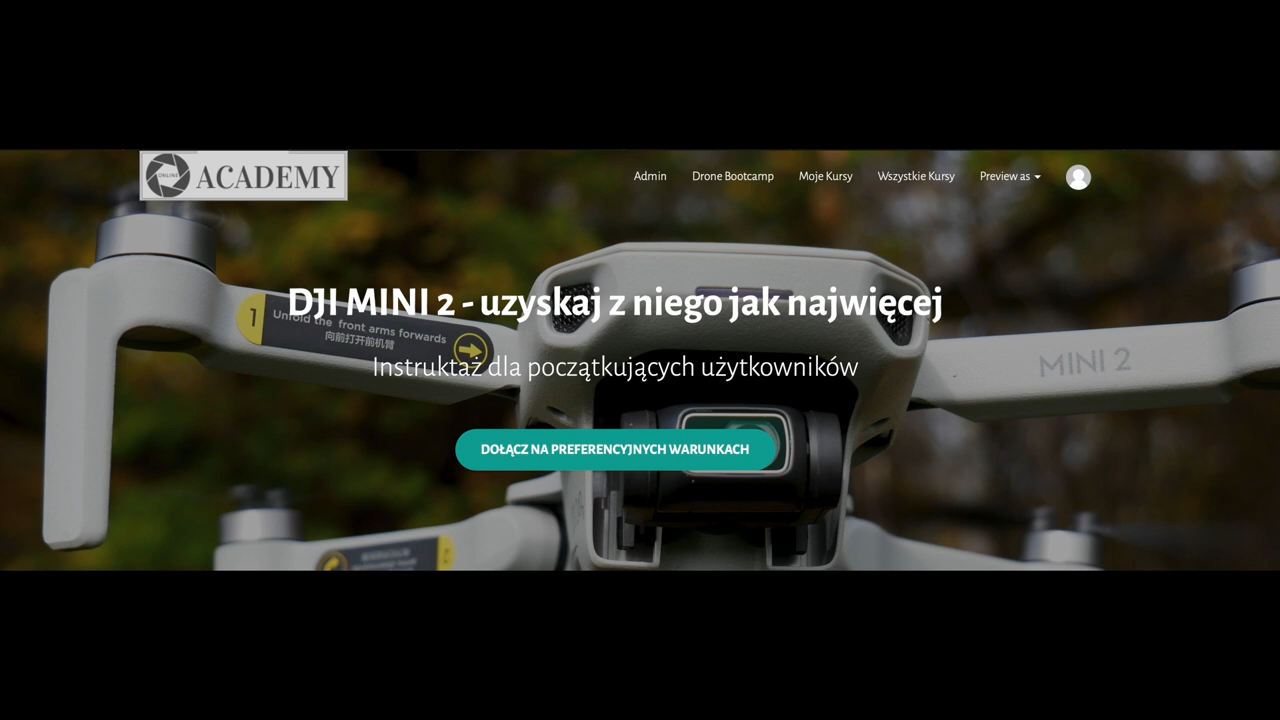 ONLINE
ACADEMY
Admin
Drone Bootcamp
Moje Kursy
Wszystkie Kursy
Preview as
DJI MINI 2 - uzyskaj z niego jak najwięcej
1
Unfold the front arms forwards
向前打开前机臂
MINI 2
Instruktaż dla początkujących użytkowników
DOŁĄCZ NA PREFERENCYJNYCH WARUNKACH